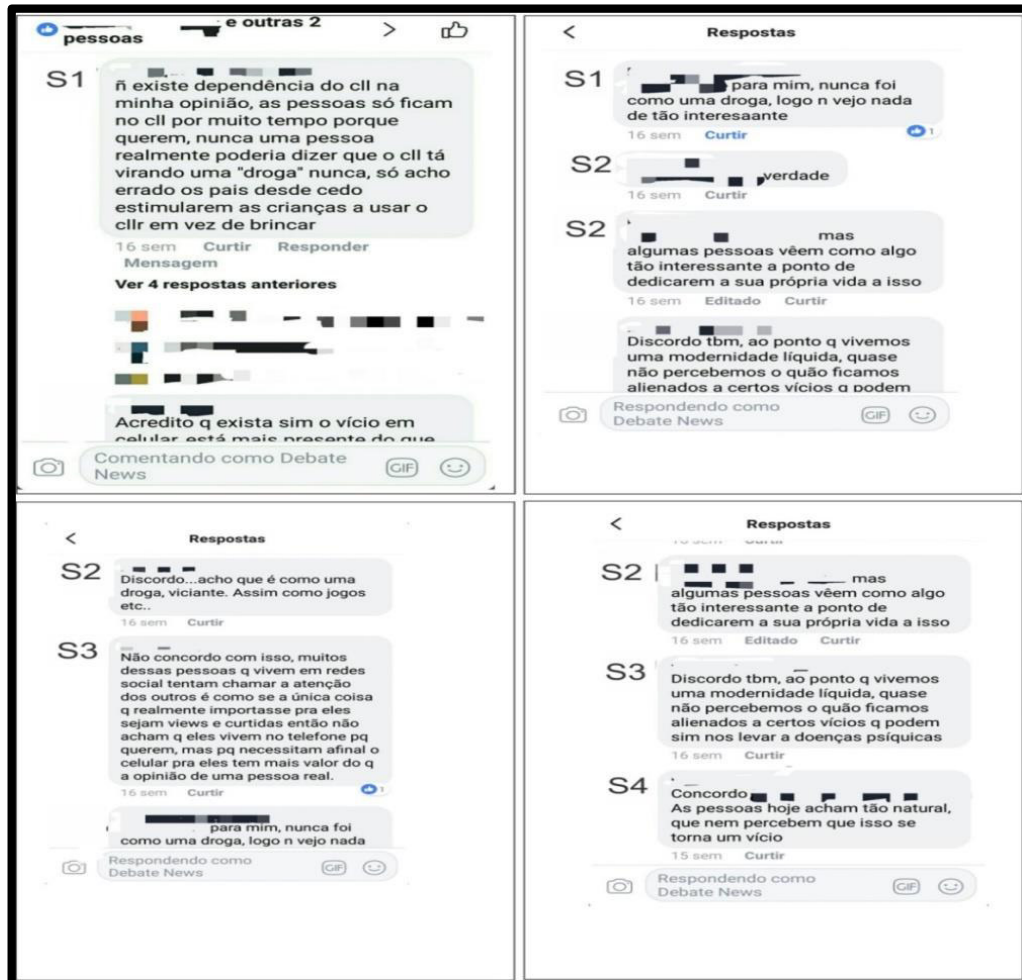 e outras 2
pessoas
S1
ñ existe dependência do cll na
minha opinião, as pessoas só ficam
no cll por muito tempo porque
querem, nunca uma pessoa
realmente poderia dizer que o cll tá
virando uma "droga" nunca, só acho
errado os pais desde cedo
estimularem as crianças a usar o
cllr em vez de brincar
16 sem Curtir Responder
Mensagem
Ver 4 respostas anteriores
Acredito q exista sim o vício em
celular está mais presente do que
Comentando como Debate
News
GIF
Respostas
S1
para mim, nunca foi
como uma droga, logo n vejo nada
de tão interesaante
16 sem Curtir
1
S2
verdade
16 sem Curtir
S2
mas
algumas pessoas vêem como algo
tão interessante a ponto de
dedicarem a sua própria vida a isso
16 sem Editado Curtir
Discordo tbm, ao ponto q vivemos
uma modernidade líquida, quase
não percebemos o quão ficamos
alienados a certos vícios q podem
Respondendo como
Debate News
GIF
Respostas
S2
Discordo...acho que é como uma
droga, viciante. Assim como jogos
etc..
16 sem Curtir
S3
Não concordo com isso, muitos
dessas pessoas q vivem em redes
social tentam chamar a atenção
dos outros é como se a única coisa
q realmente importasse pra eles
sejam views e curtidas então não
acham q eles vivem no telefone pq
querem, mas pq necessitam afinal o
celular pra eles tem mais valor do q
a opinião de uma pessoa real.
16 sem Curtir
1
para mim, nunca foi
como uma droga, logo n vejo nada
Respondendo como
Debate News
GIF
Respostas
16 sem Curtir
S2
mas
algumas pessoas vêem como algo
tão interessante a ponto de
dedicarem a sua própria vida a isso
16 sem Editado Curtir
S3
Discordo tbm, ao ponto q vivemos
uma modernidade líquida, quase
não percebemos o quão ficamos
alienados a certos vícios q podem
sim nos levar a doenças psíquicas
16 sem Curtir
S4
Concordo
As pessoas hoje acham tão natural,
que nem percebem que isso se
torna um vício
15 sem Curtir
Respondendo como
Debate News
GIF